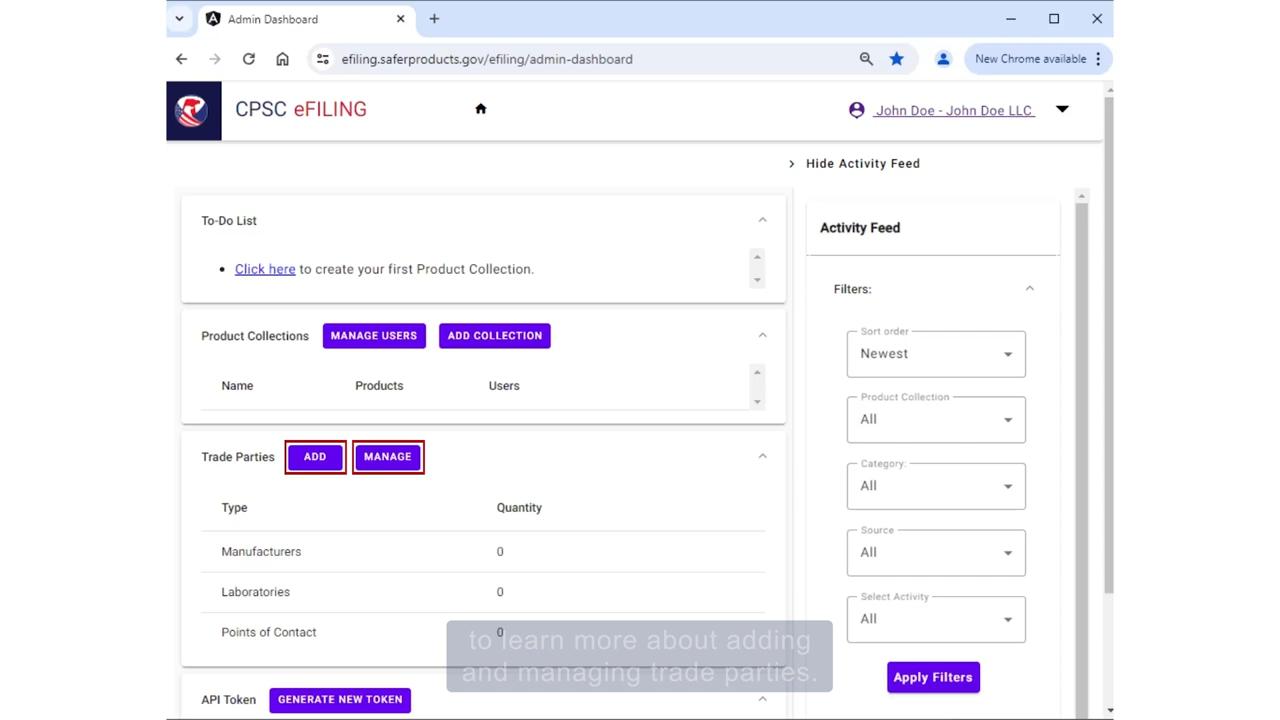 Admin Dashboard
efiling.saferproducts.gov/efiling/admin-dashboard
New Chrome available
CPSC eFILING
John Doe - John Doe LLC
Hide Activity Feed
To-Do List
Click here to create your first Product Collection.
Product Collections
MANAGE USERS
ADD COLLECTION
Name Products Users
Trade Parties
ADD
MANAGE
Type Quantity
Manufacturers 0
Laboratories 0
Points of Contact 0
API Token
GENERATE NEW TOKEN
Activity Feed
Filters:
Sort order
Newest
Product Collection
All
Category:
All
Source
All
Select Activity
All
Apply Filters
to learn more about adding
and managing trade parties.